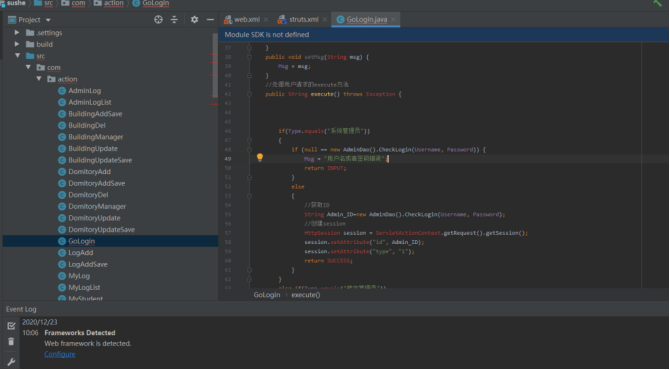 sushe src com action GoLogin
Project
web.xml struts.xml GoLogin.java
Module SDK is not defined
.settings
build
src
com
action
AdminLog
AdminLogList
BuildingAddSave
BuildingDel
BuildingManager
BuildingUpdate
BuildingUpdateSave
DomitoryAdd
DomitoryAddSave
DomitoryDel
DomitoryManager
DomitoryUpdate
DomitoryUpdateSave
GoLogin
LogAdd
LogAddSave
MyLog
MyLogList
MyStudent
}
public void setMsg(String msg) {
Msg = msg;
}
//处理用户请求的execute方法
public String execute() throws Exception {
if(Type.equals("系统管理员"))
{
if (null == new AdminDao().CheckLogin(Username, Password)) {
Msg = "用户名或者密码错误";
return INPUT;
}
else
{
//获取ID
String Admin_ID=new AdminDao().CheckLogin(Username, Password);
//创建session
HttpSession session = ServletActionContext.getRequest().getSession();
session.setAttribute("id", Admin_ID);
session.setAttribute("type", "1");
return SUCCESS;
}
}
GoLogin execute()
Event Log
2020/12/23
10:06 Frameworks Detected
Web framework is detected.
Configure